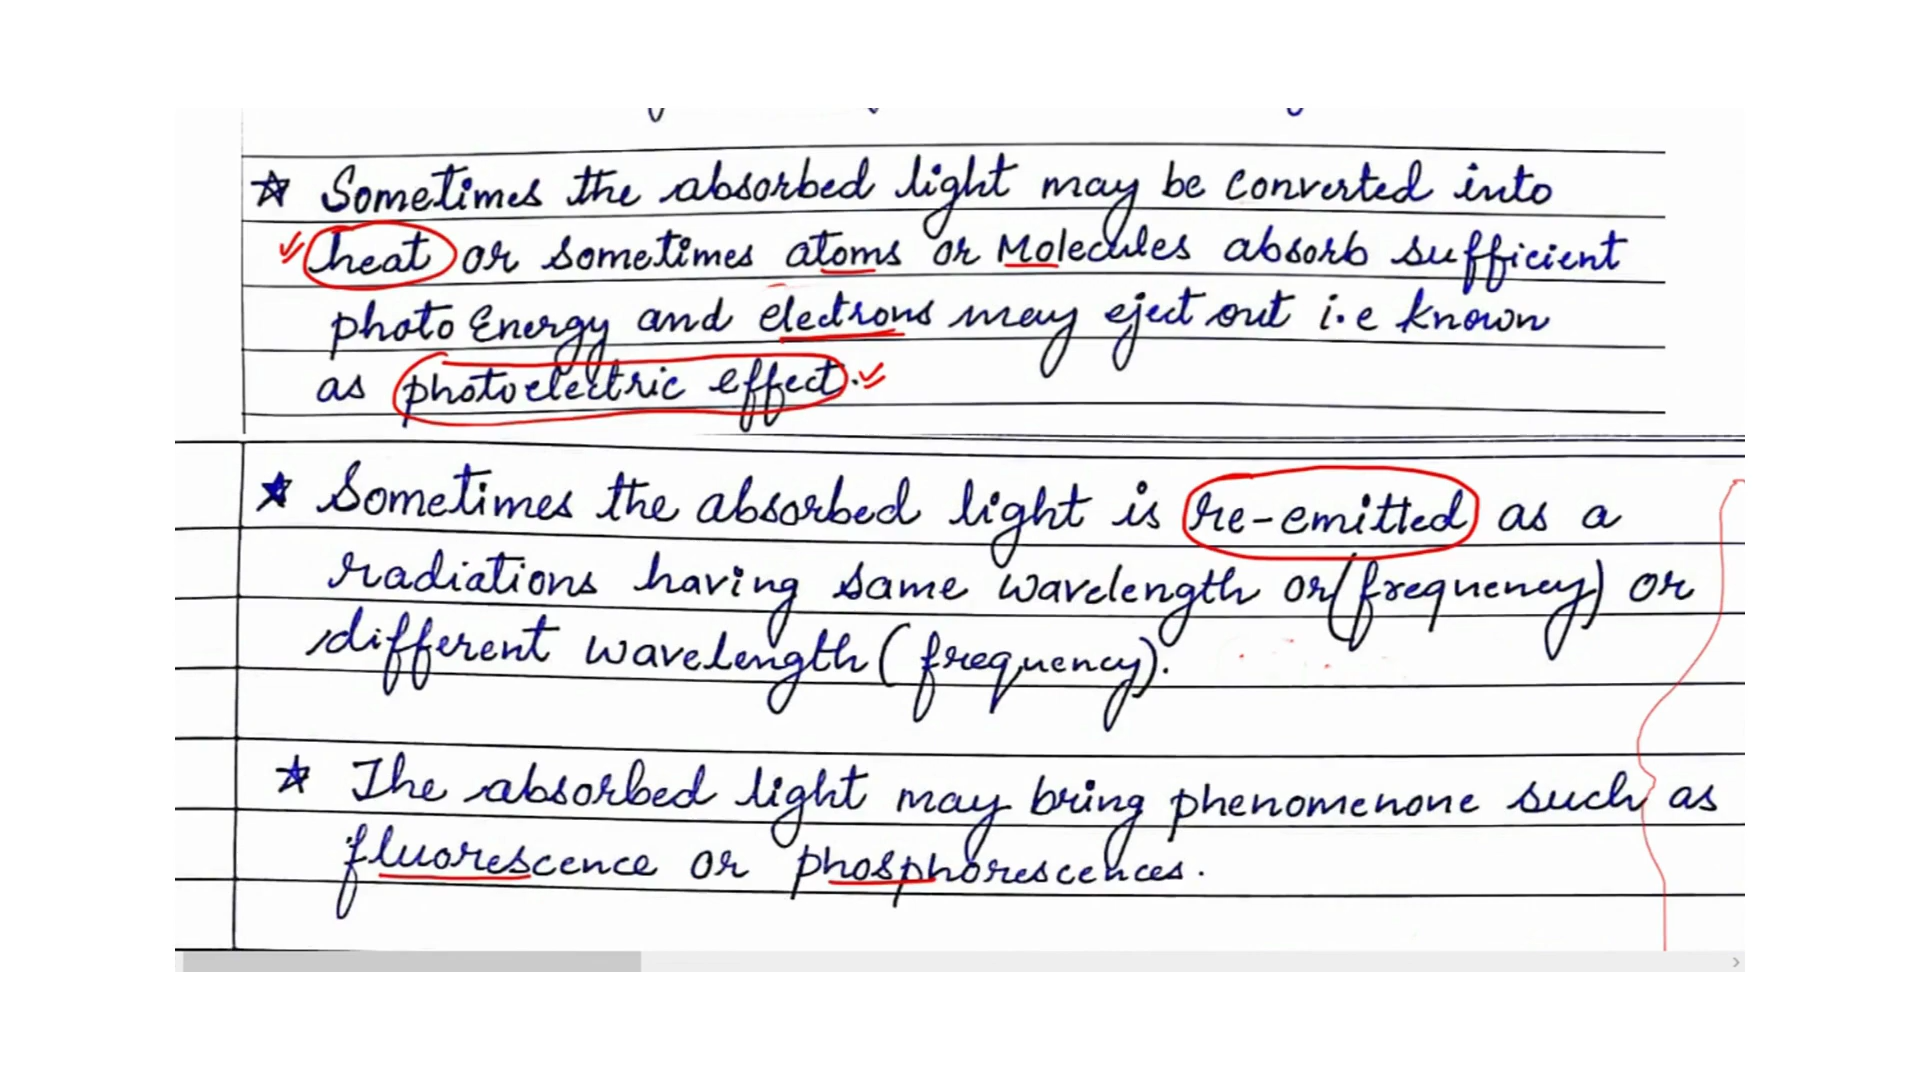 ☆ Sometimes the absorbed light may be converted into
heat or sometimes atoms or Molecules absorb sufficient
photo Energy and electrons may eject out i.e known
as photoelectric effect.
★ Sometimes the absorbed light is re-emitted as a
radiations having same wavelength or (frequency) or
different wavelength (frequency).
☆ The absorbed light may bring phenomenone such as
fluorescence or phosphorescences.